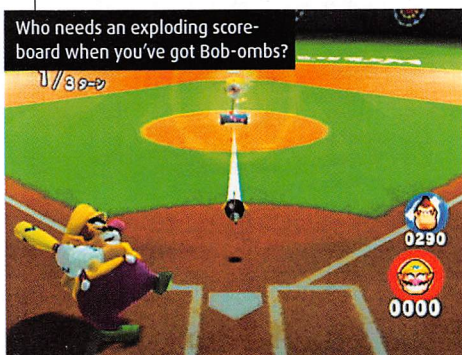 Who needs an exploding score-
board when you've got Bob-ombs?
1/3ターン
0290
0000